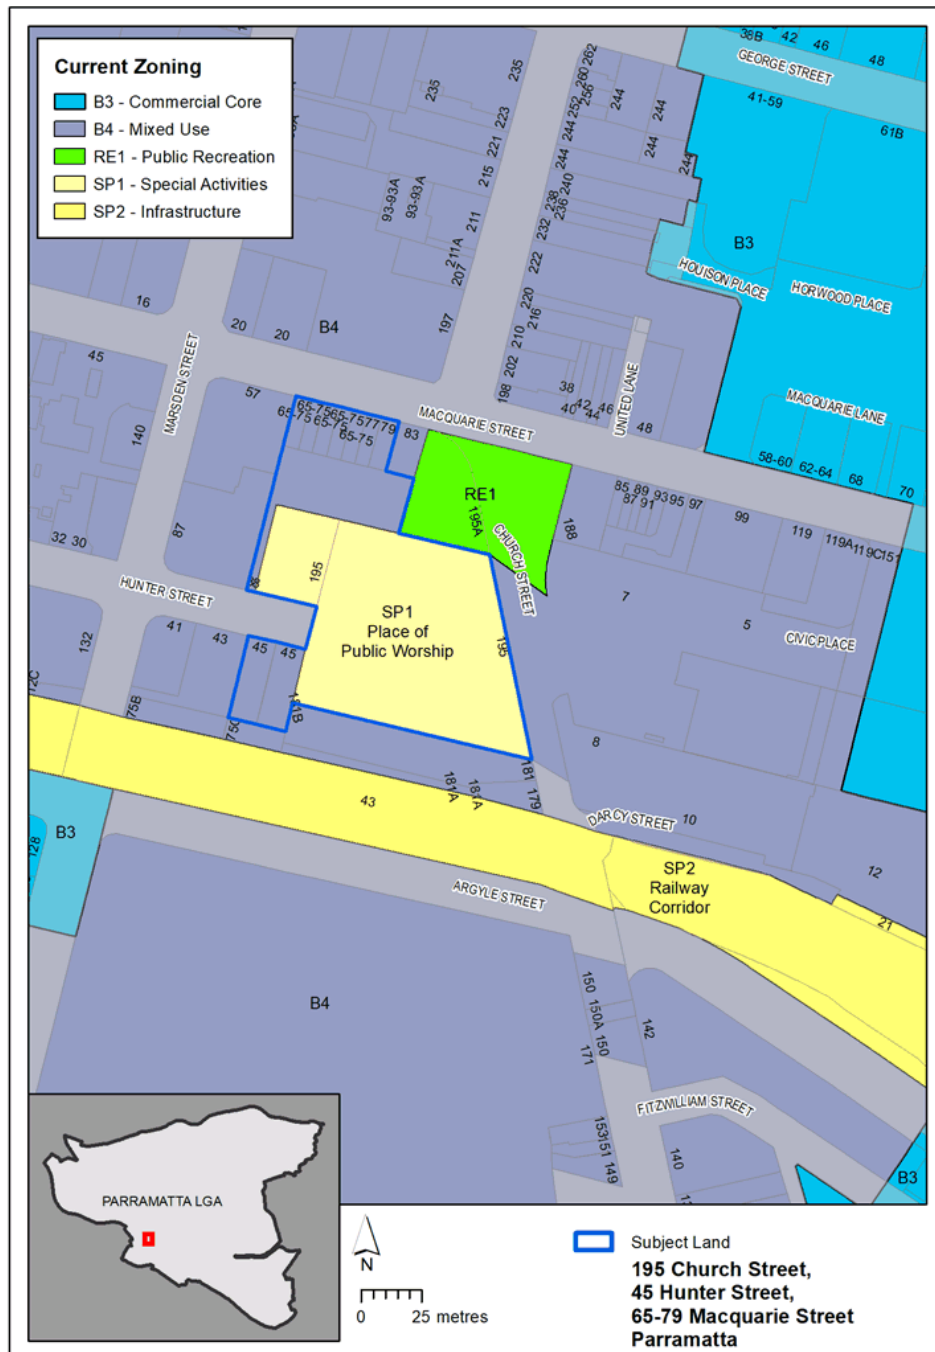 Current Zoning
B3 - Commercial Core
B4 - Mixed Use
RE1 - Public Recreation
SP1 - Special Activities
SP2 - Infrastructure
235
235
262
260
256
252
244
244
244
244
244
244
38B
42
46
48
GEORGE STREET
41-59
61B
223
221
215
93-93A
93-93A
211
211A
207
240
238
236
232
222
220
216
210
202
198
197
B3
HOUISON PLACE
HORWOOD PLACE
16
20
20
B4
45
MARSDEN STREET
140
57
65-75
65-75
65-75
65-75
65-75
77
79
83
MACQUARIE STREET
38
40
42
44
46
48
UNITED LANE
MACQUARIE LANE
58-60
62-64
68
70
RE1
195A
CHURCH STREET
188
85
87
89
91
93
95
97
99
119
119A
119C
151
32
30
87
HUNTER STREET
195
SP1
Place of
Public Worship
195
7
5
CIVIC PLACE
132
41
43
45
45
12C
75B
75C
181B
181
179
181A
181A
8
10
DARCY STREET
12
43
SP2
Railway
Corridor
21
B3
128
ARGYLE STREET
B4
150
150A
150
171
142
FITZWILLIAM STREET
153
151
149
140
B3
PARRAMATTA LGA
N
0 25 metres
Subject Land
195 Church Street,
45 Hunter Street,
65-79 Macquarie Street
Parramatta